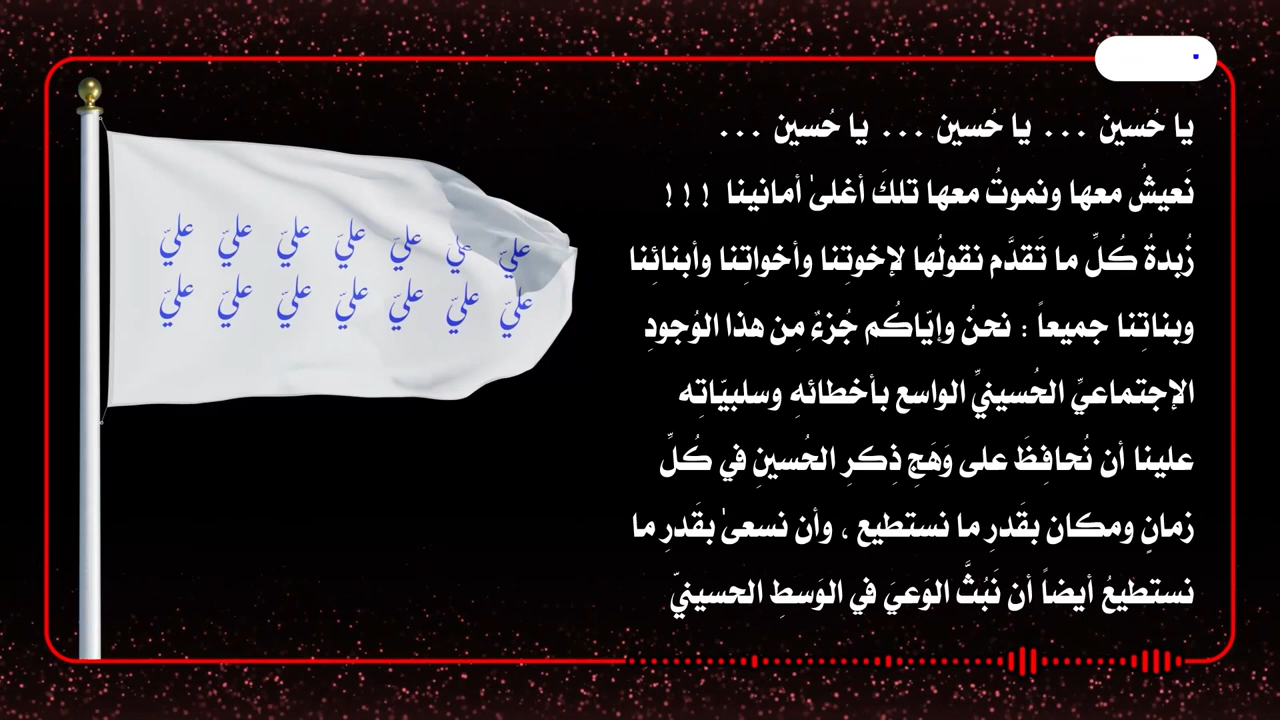 يا حُسين ... يا حُسين ... يا حُسين ...
نَعيشُ معها ونموتُ معها تلكَ أغلىٰ أمانينا !!!
زُبدةُ كُلِّ ما تَقدَّم نقولُها لإخوتِنا وأخواتِنا وأبنائِنا
وبناتِنا جميعاً : نحنُ وإيّاكُم جُزءٌ مِن هذا الوُجودِ
الإجتماعيِّ الحُسينيِّ الواسع بأخطائهِ وسلبيّاتِه
علينا أن نُحافِظَ على وَهَجِ ذِكرِ الحُسينِ في كُلِّ
زمانٍ ومكان بقَدرِ ما نستطيع ، وأن نسعىٰ بقَدرِ ما
نستطيعُ أيضاً أن نَبُثَّ الوَعيَ في الوَسطِ الحسينيّ
عليّ عليّ عليّ عليّ عليّ عليّ عليّ
عليّ عليّ عليّ عليّ عليّ عليّ عليّ